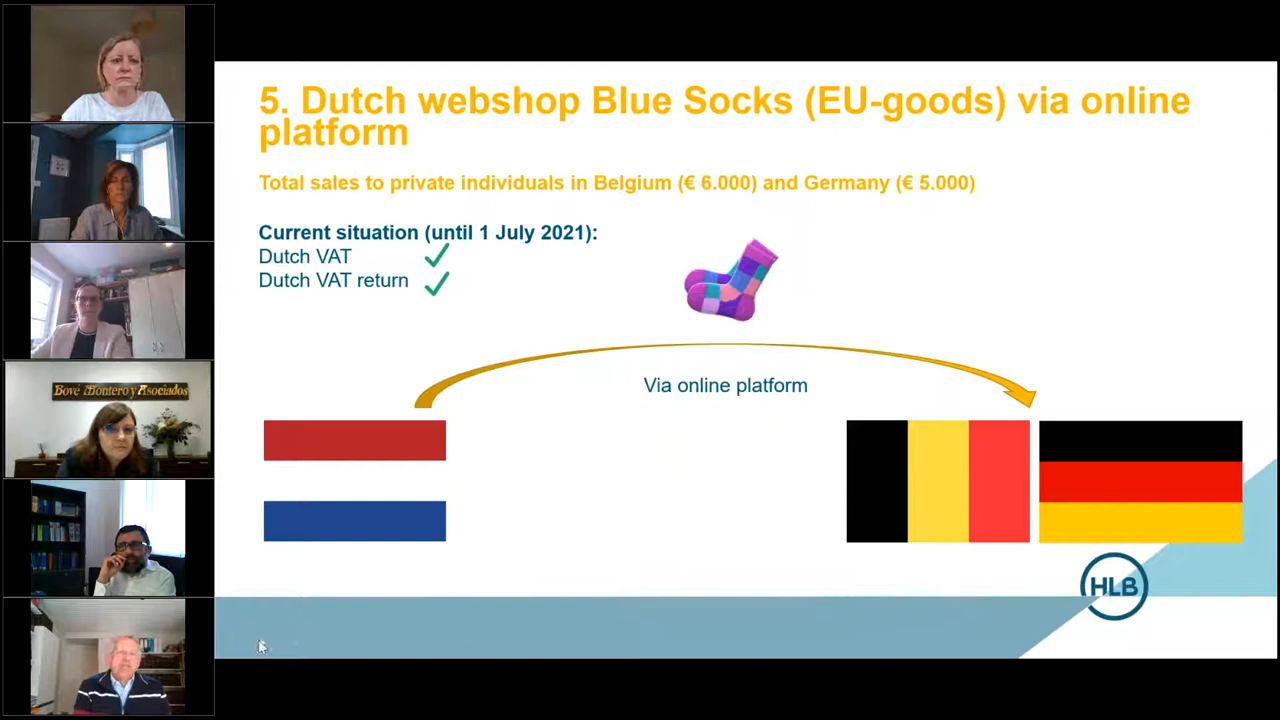 5. Dutch webshop Blue Socks (EU-goods) via online
platform
Total sales to private individuals in Belgium (€ 6.000) and Germany (€ 5.000)
Current situation (until 1 July 2021):
Dutch VAT
Dutch VAT return
Via online platform
HLB
Bové Montero y Asociados